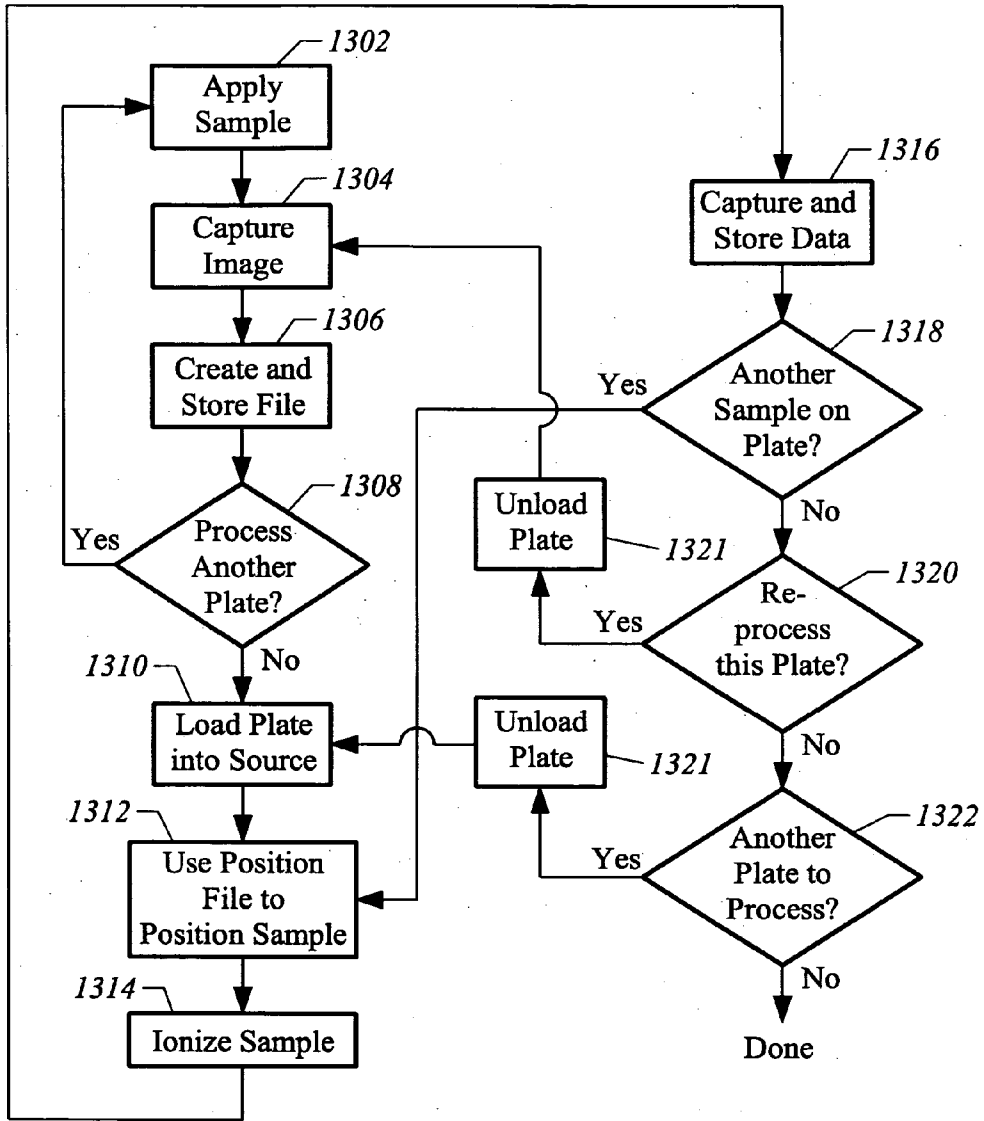 1302
Apply
Sample
1304
Capture
Image
1306
Create and
Store File
1308
Process
Another
Plate?
Yes
No
1310
Load Plate
into Source
1312
Use Position
File to
Position Sample
1314
Ionize Sample
1316
Capture and
Store Data
1318
Another
Sample on
Plate?
Yes
No
Unload
Plate
1321
1320
Re-
process
this Plate?
Yes
No
Unload
Plate
1321
1322
Another
Plate to
Process?
Yes
No
Done